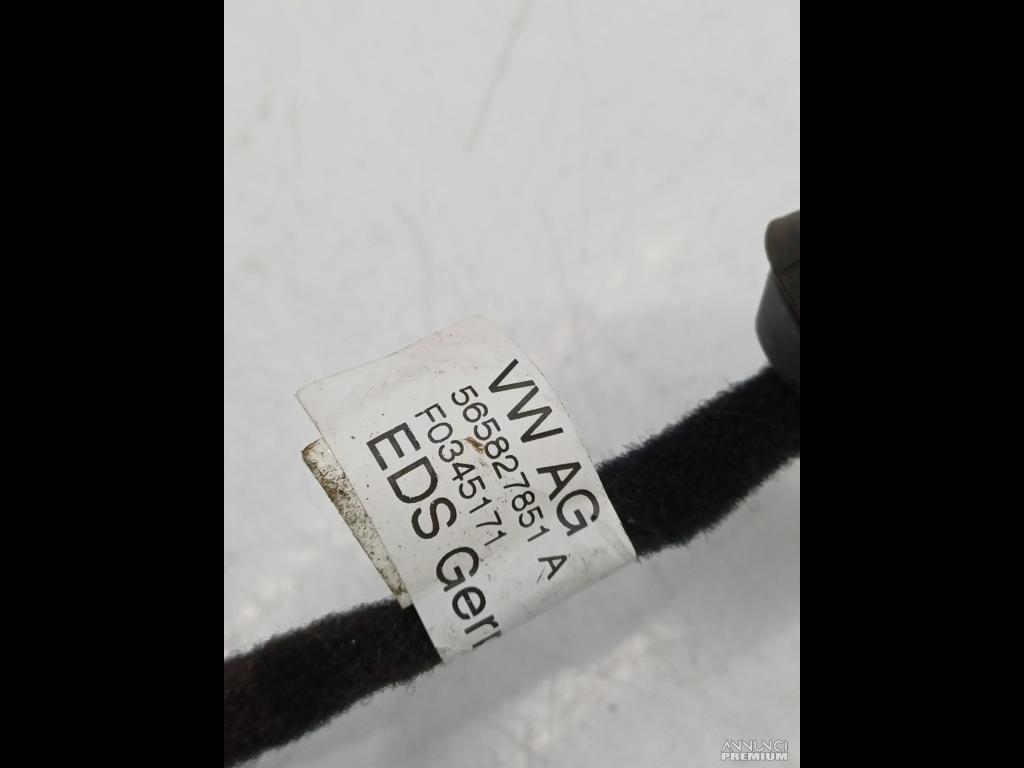 VW AG
565827851 A
F0345171
EDS Ger
ANNUNCI
PREMIUM